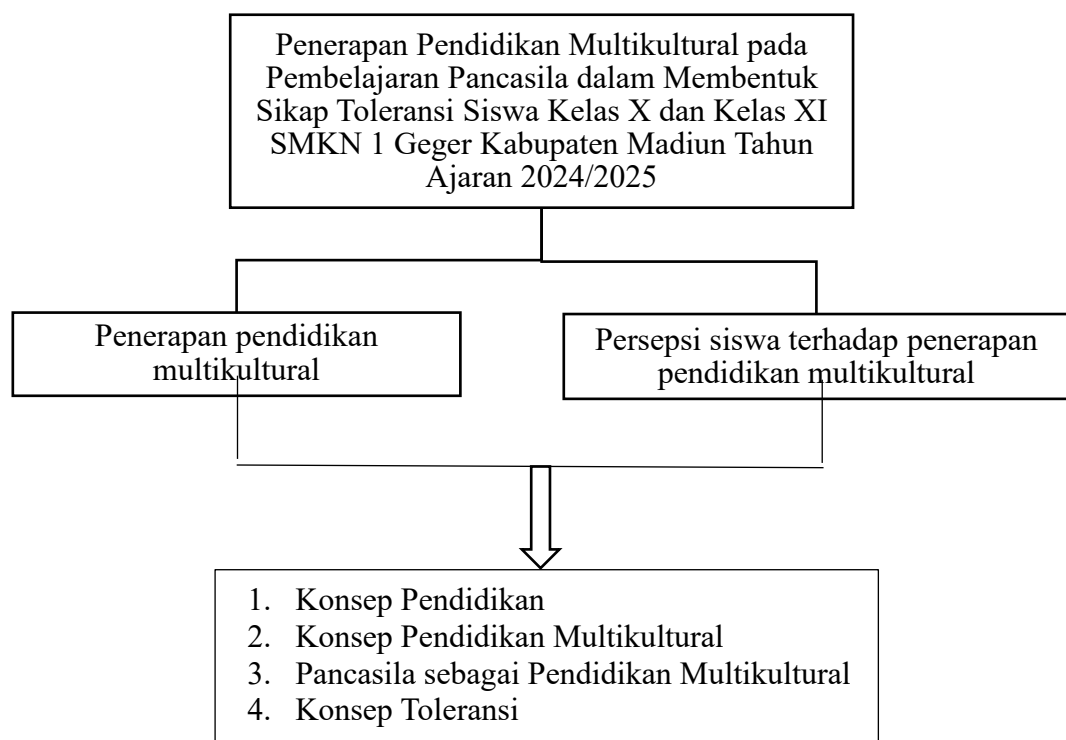 Penerapan Pendidikan Multikultural pada
Pembelajaran Pancasila dalam Membentuk
Sikap Toleransi Siswa Kelas X dan Kelas XI
SMKN 1 Geger Kabupaten Madiun Tahun
Ajaran 2024/2025
Penerapan pendidikan
multikultural
Persepsi siswa terhadap penerapan
pendidikan multikultural
1. Konsep Pendidikan
2. Konsep Pendidikan Multikultural
3. Pancasila sebagai Pendidikan Multikultural
4. Konsep Toleransi